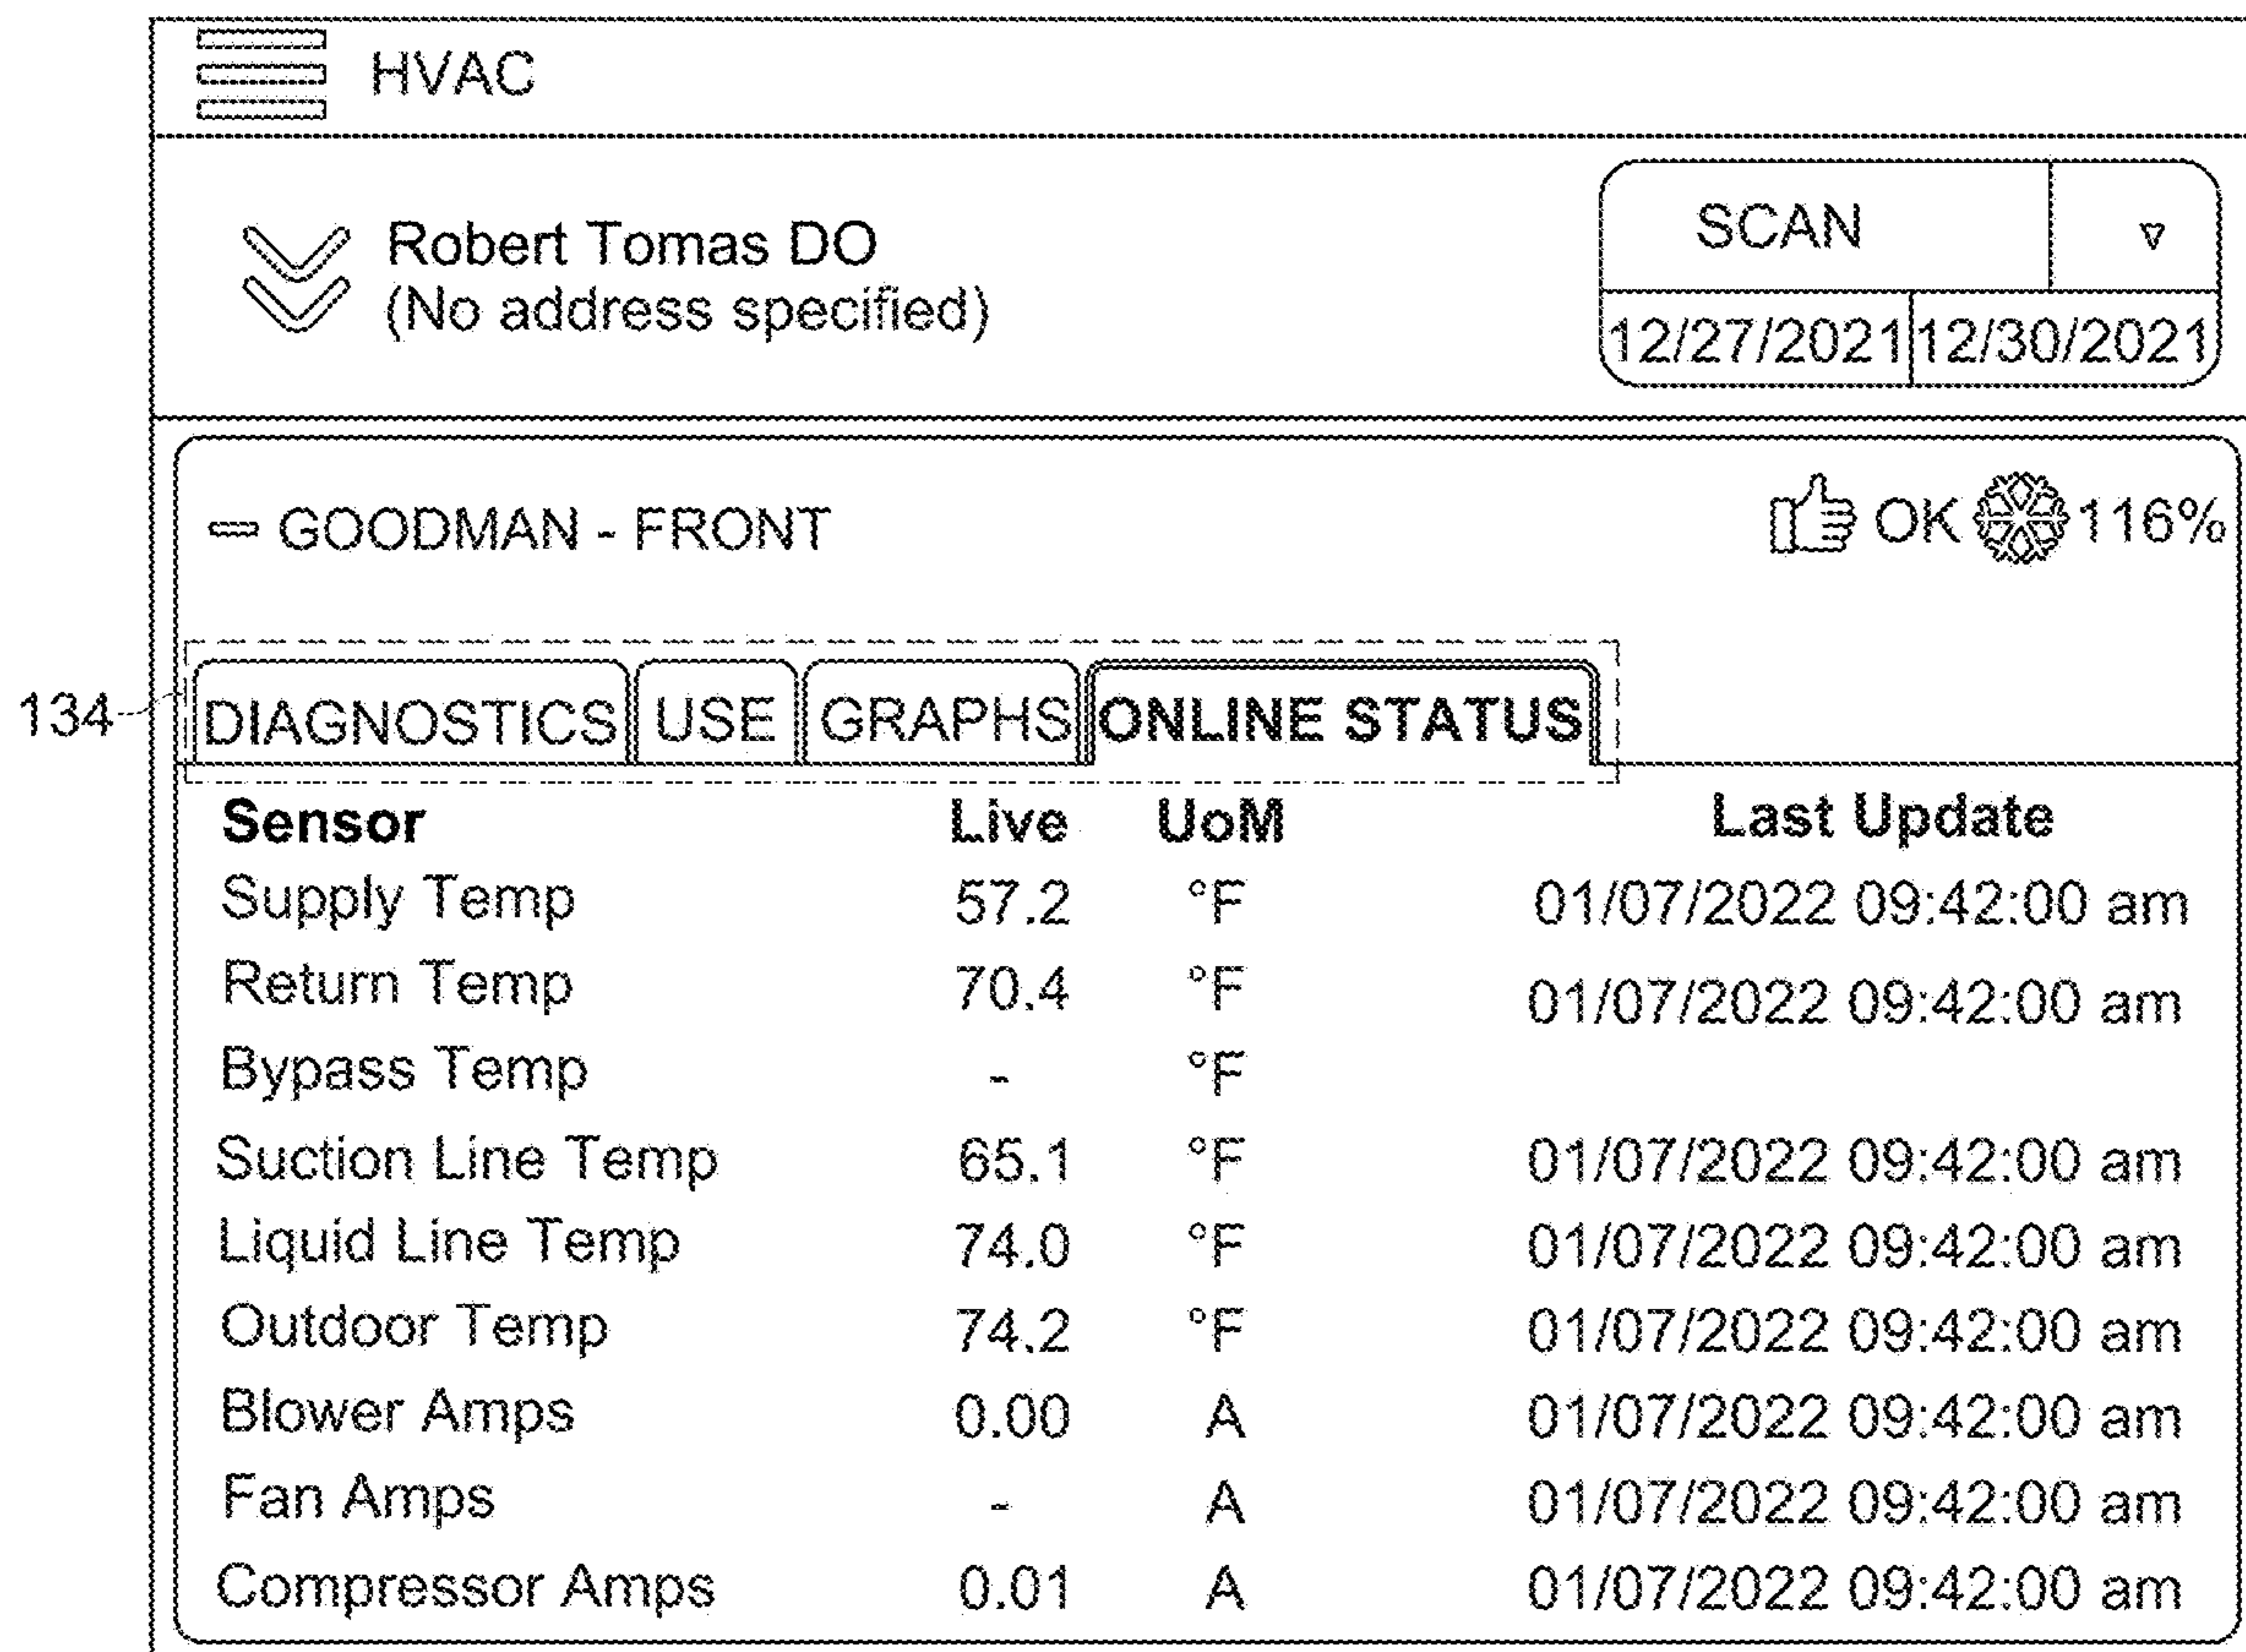 HVAC
Robert Tomas DO
(No address specified)
SCAN
12/27/2021 12/30/2021
GOODMAN - FRONT OK 116%
134
DIAGNOSTICS USE GRAPHS ONLINE STATUS
Sensor Live UoM Last Update
Supply Temp 57.2 °F 01/07/2022 09:42:00 am
Return Temp 70.4 °F 01/07/2022 09:42:00 am
Bypass Temp - °F
Suction Line Temp 65.1 °F 01/07/2022 09:42:00 am
Liquid Line Temp 74.0 °F 01/07/2022 09:42:00 am
Outdoor Temp 74.2 °F 01/07/2022 09:42:00 am
Blower Amps 0.00 A 01/07/2022 09:42:00 am
Fan Amps - A 01/07/2022 09:42:00 am
Compressor Amps 0.01 A 01/07/2022 09:42:00 am